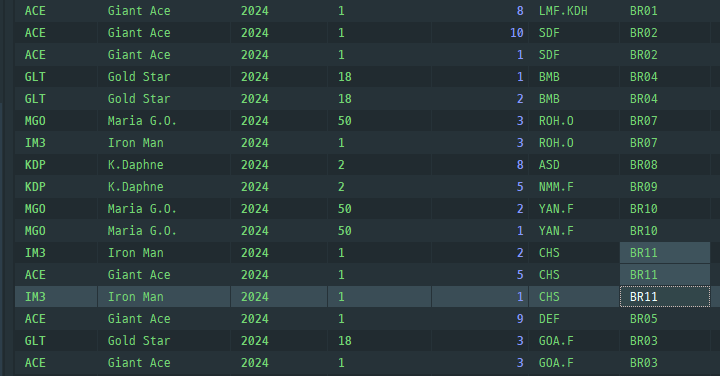 ACE Giant Ace 2024 1 8 LMF.KDH BR01
ACE Giant Ace 2024 1 10 SDF BR02
ACE Giant Ace 2024 1 1 SDF BR02
GLT Gold Star 2024 18 1 BMB BR04
GLT Gold Star 2024 18 2 BMB BR04
MGO Maria G.O. 2024 50 3 ROH.O BR07
IM3 Iron Man 2024 1 3 ROH.O BR07
KDP K.Daphne 2024 2 8 ASD BR08
KDP K.Daphne 2024 2 5 NMM.F BR09
MGO Maria G.O. 2024 50 2 YAN.F BR10
MGO Maria G.O. 2024 50 1 YAN.F BR10
IM3 Iron Man 2024 1 2 CHS BR11
ACE Giant Ace 2024 1 5 CHS BR11
IM3 Iron Man 2024 1 1 CHS BR11
ACE Giant Ace 2024 1 9 DEF BR05
GLT Gold Star 2024 18 3 GOA.F BR03
ACE Giant Ace 2024 1 3 GOA.F BR03